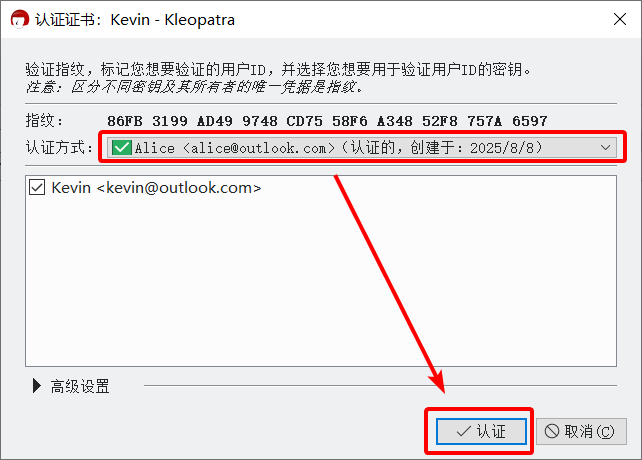 认证证书：Kevin - Kleopatra
验证指纹，标记您想要验证的用户ID，并选择您想要用于验证用户ID的密钥。
注意：区分不同密钥及其所有者的唯一凭据是指纹。
指纹： 86FB 3199 AD49 9748 CD75 58F6 A348 52F8 757A 6597
认证方式： Alice <alice@outlook.com>（认证的，创建于：2025/8/8）
Kevin <kevin@outlook.com>
高级设置
认证 取消(C)